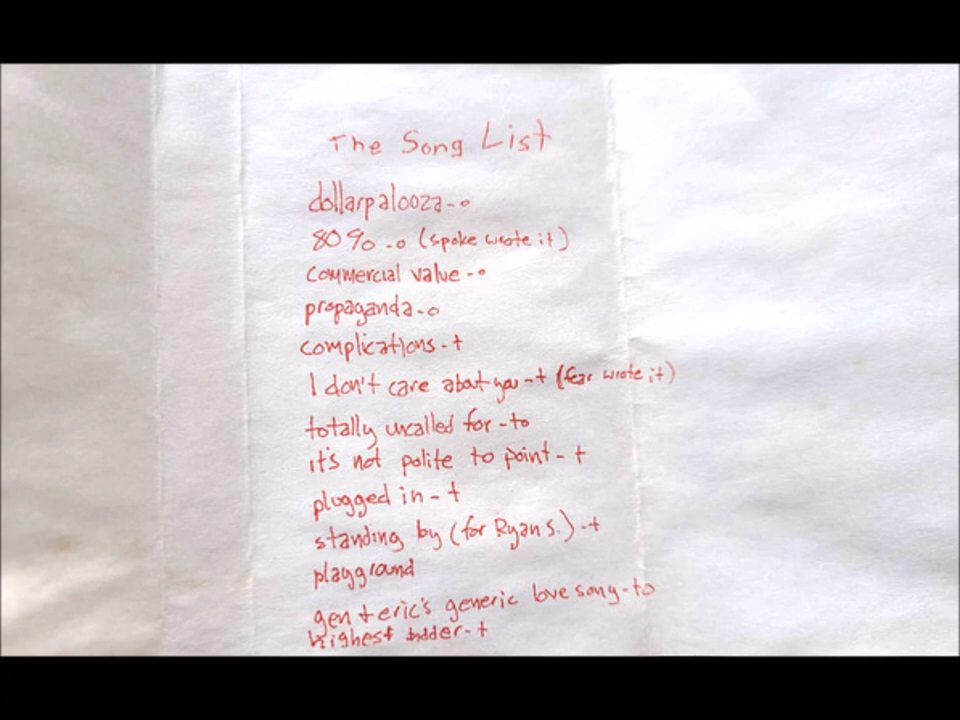 The Song List
dollarpalooza-o
80% -o (spoke wrote it)
commercial value -o
propaganda-o
complications-t
I don't care about you-t (fear wrote it)
totally uncalled for -to
it's not polite to point - t
plugged in - t
standing by (for Ryan S.) -t
playground
gen + eric's generic love song-to
highest bidder-t